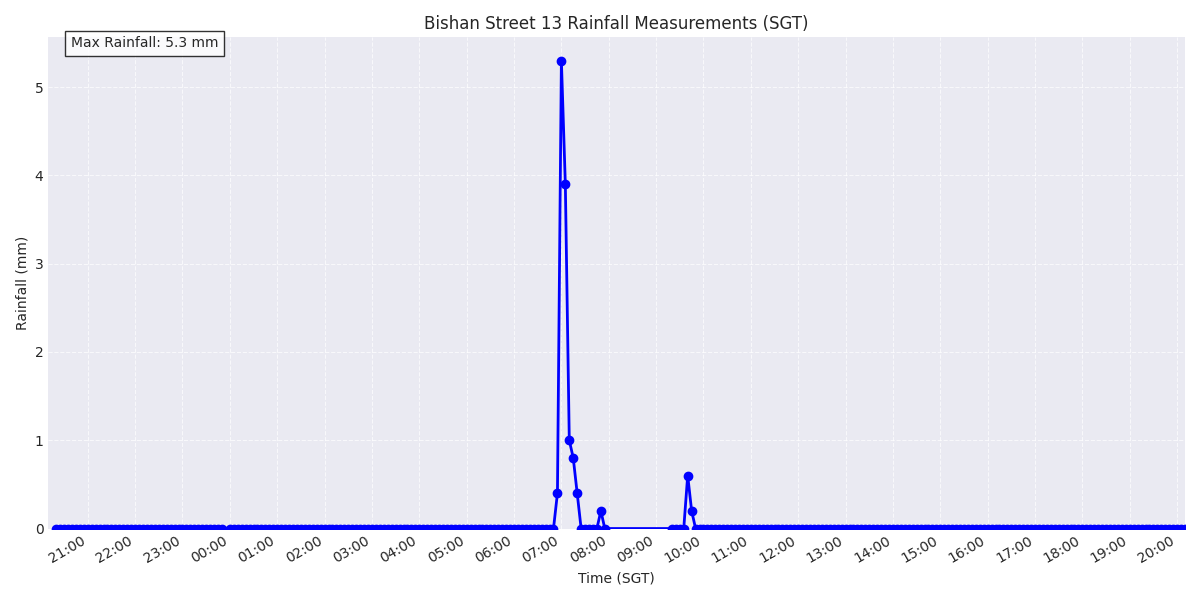 Bishan Street 13 Rainfall Measurements (SGT)
Max Rainfall: 5.3 mm
Rainfall (mm)
5
4
3
2
1
0
21:00 22:00 23:00 00:00 01:00 02:00 03:00 04:00 05:00 06:00 07:00 08:00 09:00 10:00 11:00 12:00 13:00 14:00 15:00 16:00 17:00 18:00 19:00 20:00
Time (SGT)